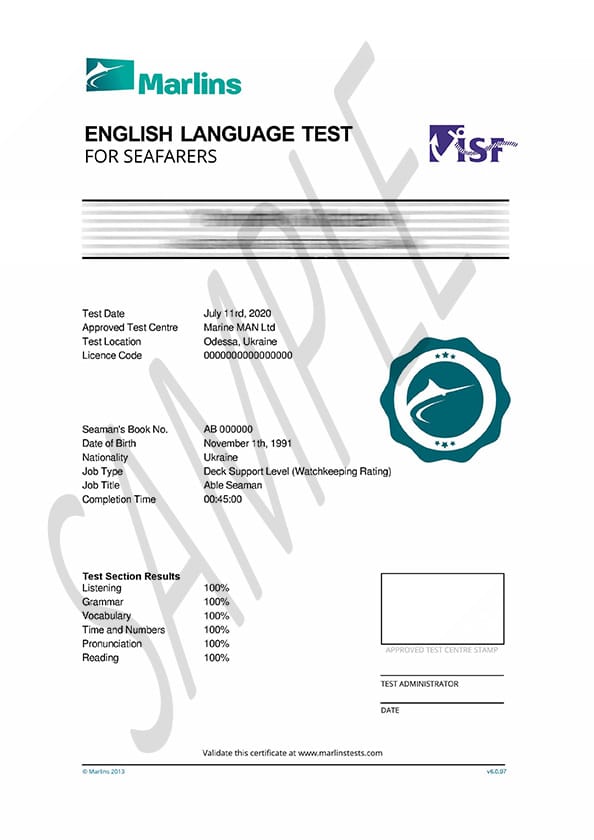 Marlins
ENGLISH LANGUAGE TEST
FOR SEAFARERS
ISF
Test Date July 11rd, 2020
Approved Test Centre Marine MAN Ltd
Test Location Odessa, Ukraine
Licence Code 0000000000000000
Seaman's Book No. AB 000000
Date of Birth November 1th, 1991
Nationality Ukraine
Job Type Deck Support Level (Watchkeeping Rating)
Job Title Able Seaman
Completion Time 00:45:00
Test Section Results
Listening 100%
Grammar 100%
Vocabulary 100%
Time and Numbers 100%
Pronunciation 100%
Reading 100%
APPROVED TEST CENTRE STAMP
TEST ADMINISTRATOR
DATE
Validate this certificate at www.marlinstests.com
© Marlins 2013 v6.0.97
SAMPLE